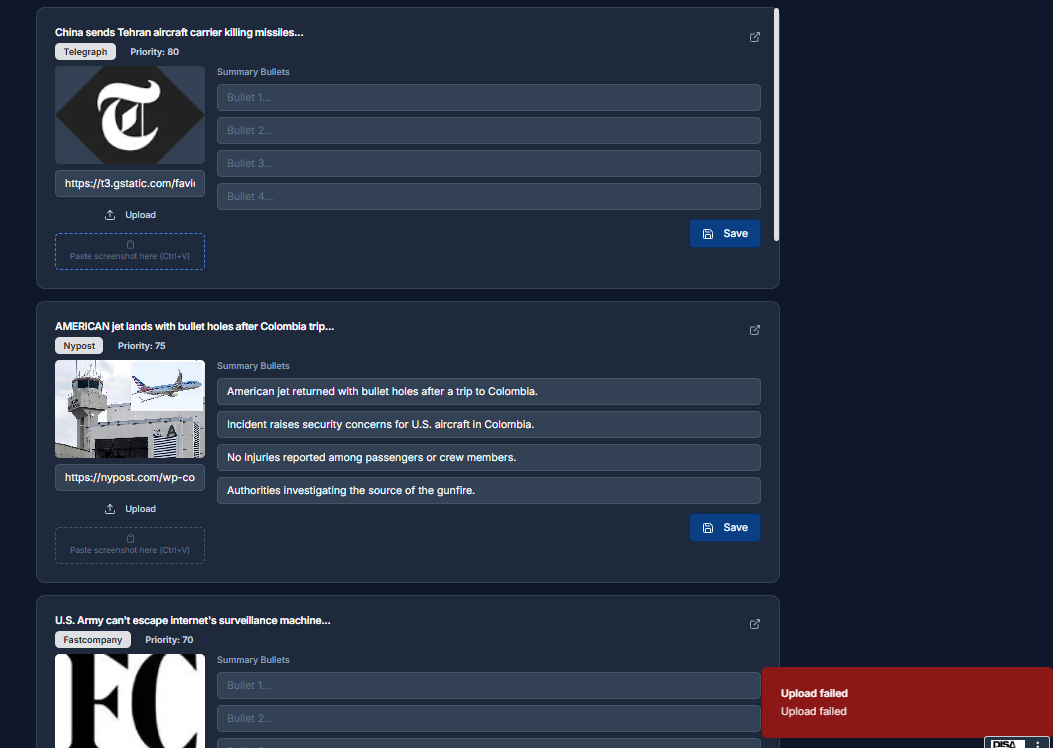 China sends Tehran aircraft carrier killing missiles...
Telegraph Priority: 80
T
Summary Bullets
Bullet 1...
Bullet 2...
Bullet 3...
Bullet 4...
https://t3.gstatic.com/favi
Upload
Paste screenshot here (Ctrl+V)
Save
AMERICAN jet lands with bullet holes after Colombia trip...
Nypost Priority: 75
Summary Bullets
American jet returned with bullet holes after a trip to Colombia.
Incident raises security concerns for U.S. aircraft in Colombia.
No injuries reported among passengers or crew members.
Authorities investigating the source of the gunfire.
https://nypost.com/wp-co
Upload
Paste screenshot here (Ctrl+V)
Save
U.S. Army can't escape internet's surveillance machine...
Fastcompany Priority: 70
FC
Summary Bullets
Bullet 1...
Bullet 2...
Upload failed
Upload failed